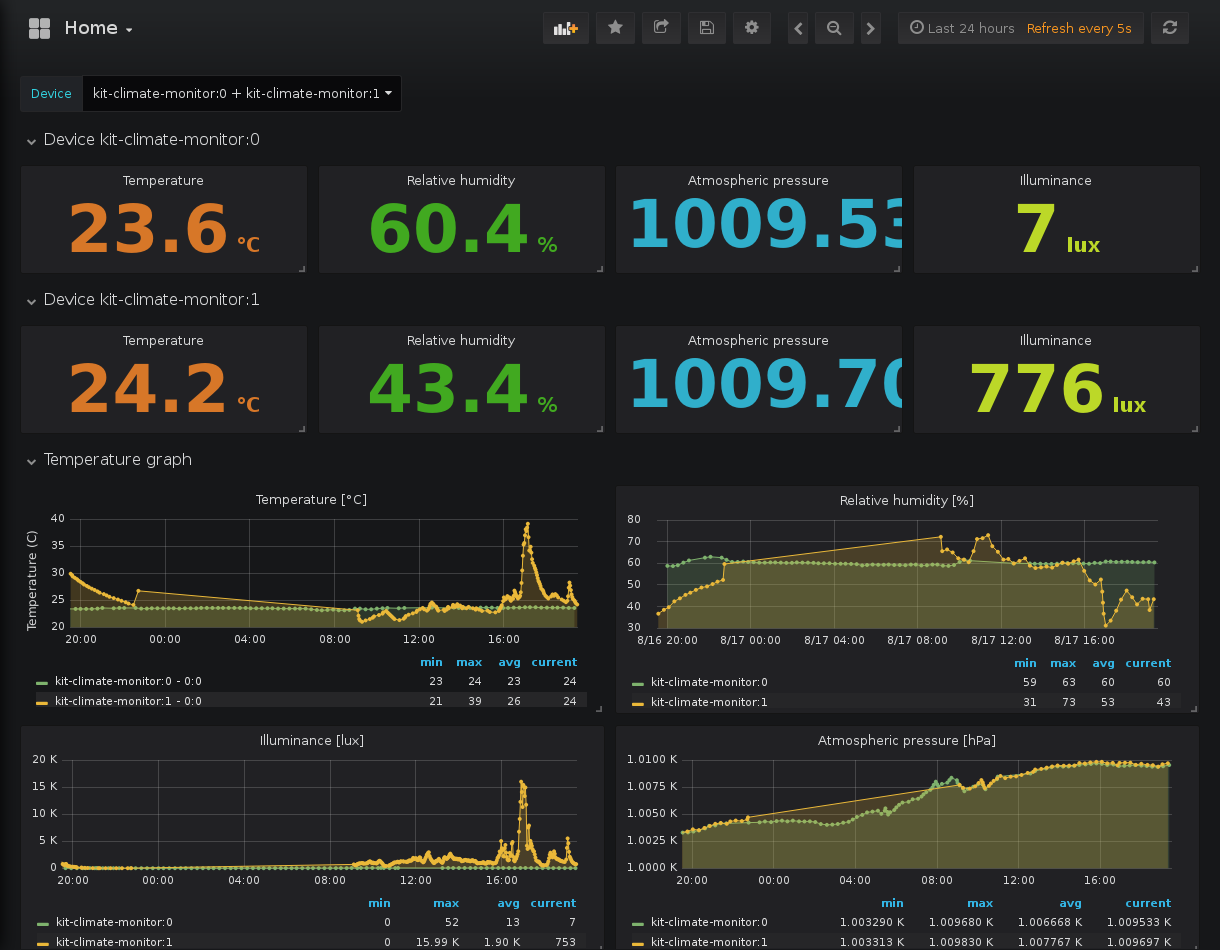 Home
Last 24 hours Refresh every 5s
Device kit-climate-monitor:0 + kit-climate-monitor:1
Device kit-climate-monitor:0
Temperature Relative humidity Atmospheric pressure Illuminance
23.6 °C 60.4 % 1009.53 7 lux
Device kit-climate-monitor:1
Temperature Relative humidity Atmospheric pressure Illuminance
24.2 °C 43.4 % 1009.70 776 lux
Temperature graph
Temperature [°C]
Temperature (C)
40
35
30
25
20
20:00 00:00 04:00 08:00 12:00 16:00
min max avg current
kit-climate-monitor:0 - 0:0 23 24 23 24
kit-climate-monitor:1 - 0:0 21 39 26 24
Relative humidity [%]
80
70
60
50
40
30
8/16 20:00 8/17 00:00 8/17 04:00 8/17 08:00 8/17 12:00 8/17 16:00
min max avg current
kit-climate-monitor:0 59 63 60 60
kit-climate-monitor:1 31 73 53 43
Illuminance [lux]
20 K
15 K
10 K
5 K
0
20:00 00:00 04:00 08:00 12:00 16:00
min max avg current
kit-climate-monitor:0 0 52 13 7
kit-climate-monitor:1 0 15.99 K 1.90 K 753
Atmospheric pressure [hPa]
1.0100 K
1.0075 K
1.0050 K
1.0025 K
1.0000 K
20:00 00:00 04:00 08:00 12:00 16:00
min max avg current
kit-climate-monitor:0 1.003290 K 1.009680 K 1.006668 K 1.009533 K
kit-climate-monitor:1 1.003313 K 1.009830 K 1.007767 K 1.009697 K